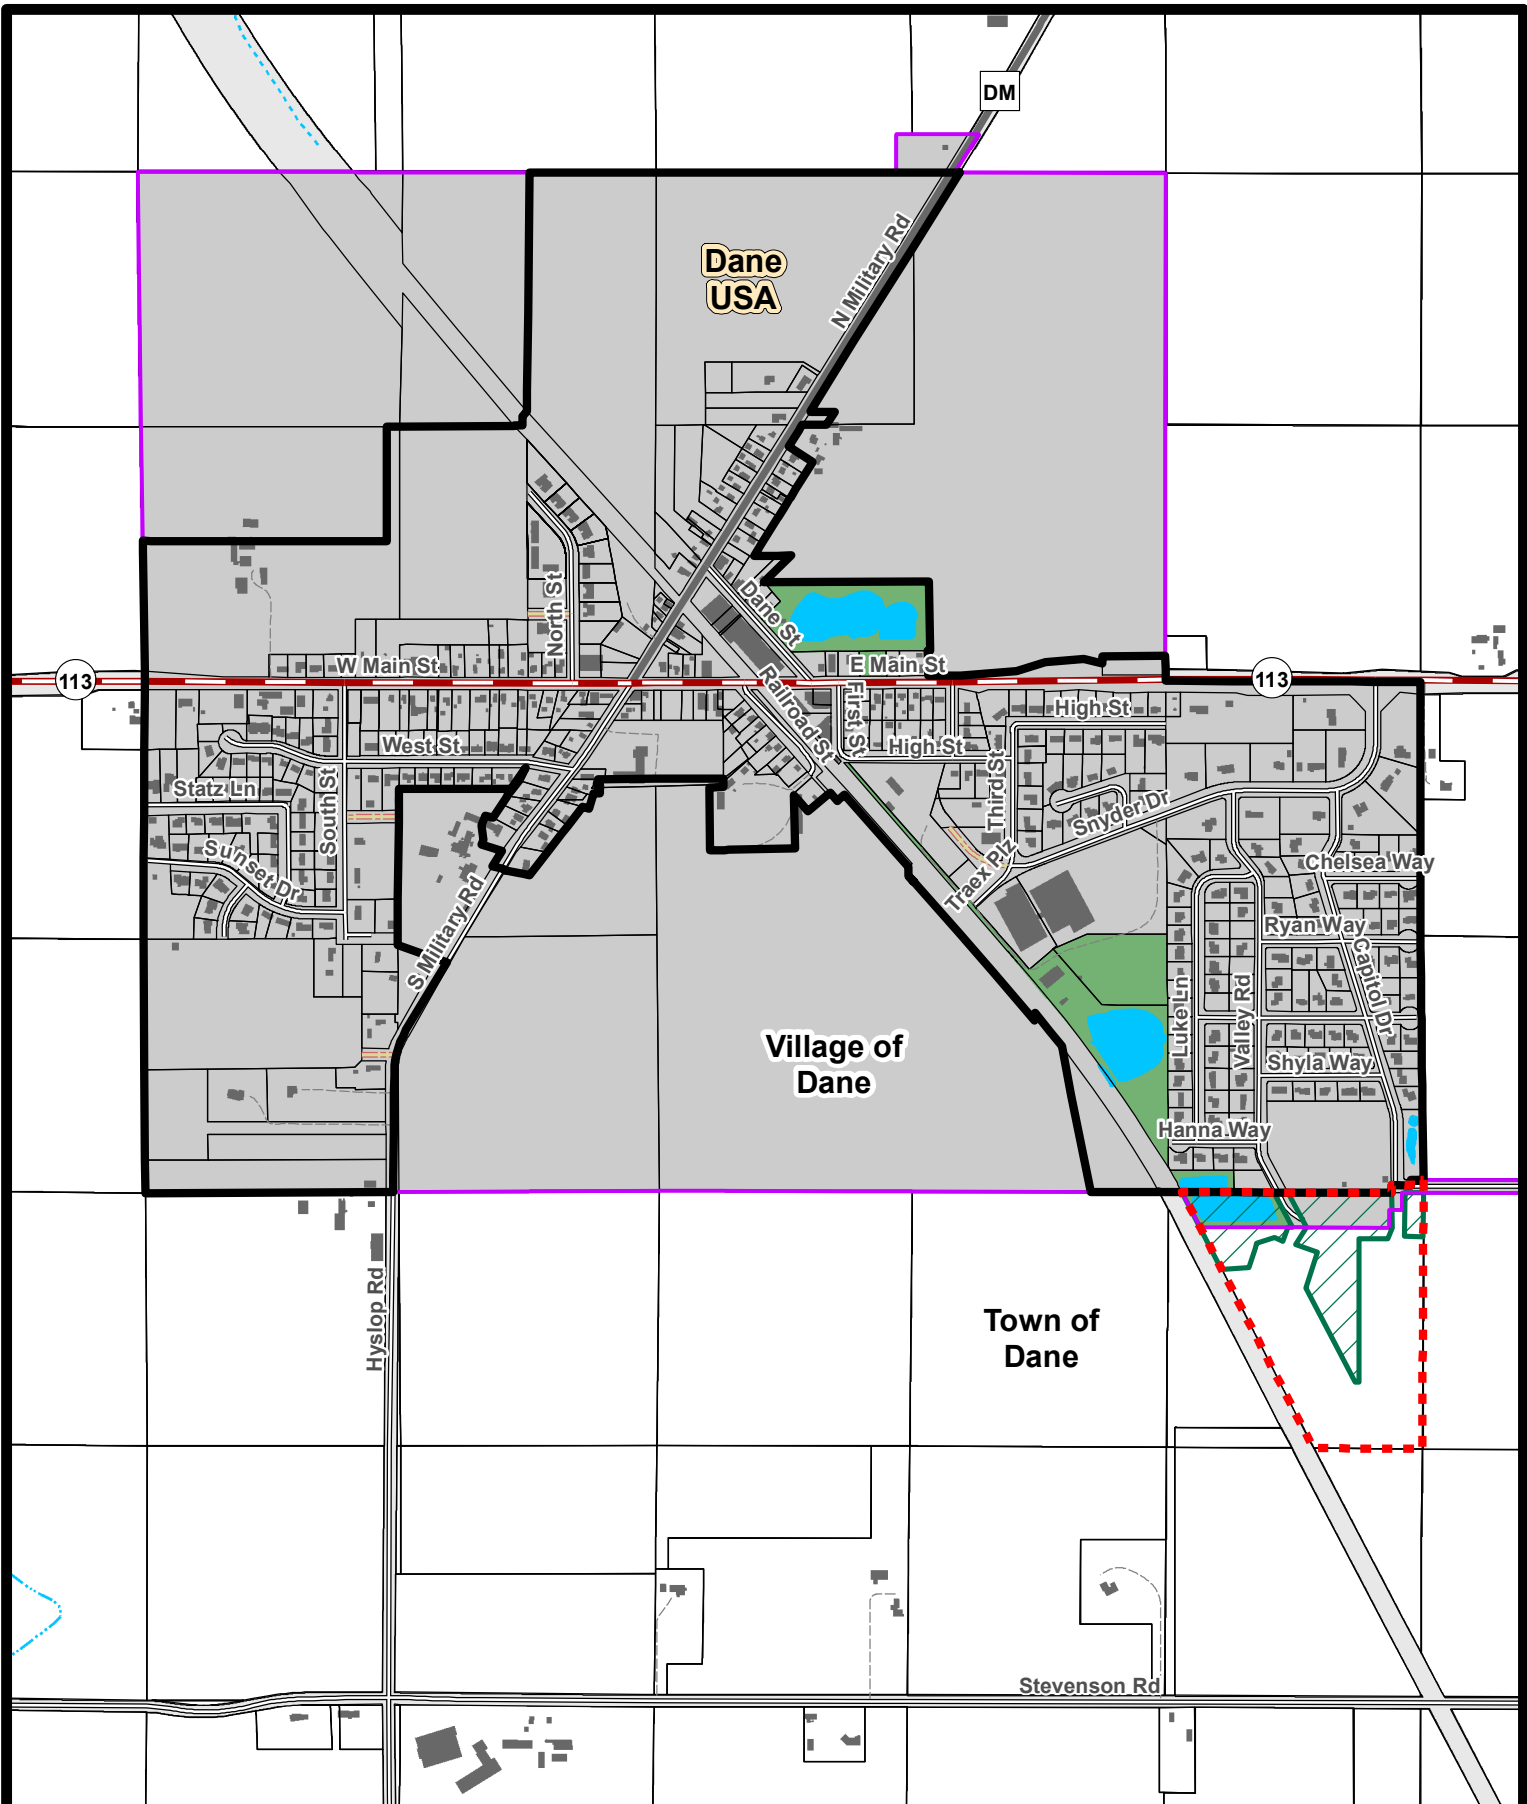 DM
Dane
USA
N Military Rd
North St
Dane St
W Main St
E Main St
113
113
Railroad St
First St
High St
High St
West St
Third St
Statz Ln
South St
Snyder Dr
Sunset Dr
Traex Plz
Chelsea Way
Ryan Way
S Military Rd
Capitol Dr
Luke Ln
Valley Rd
Village of
Dane
Shyla Way
Hanna Way
Hyslop Rd
Town of
Dane
Stevenson Rd